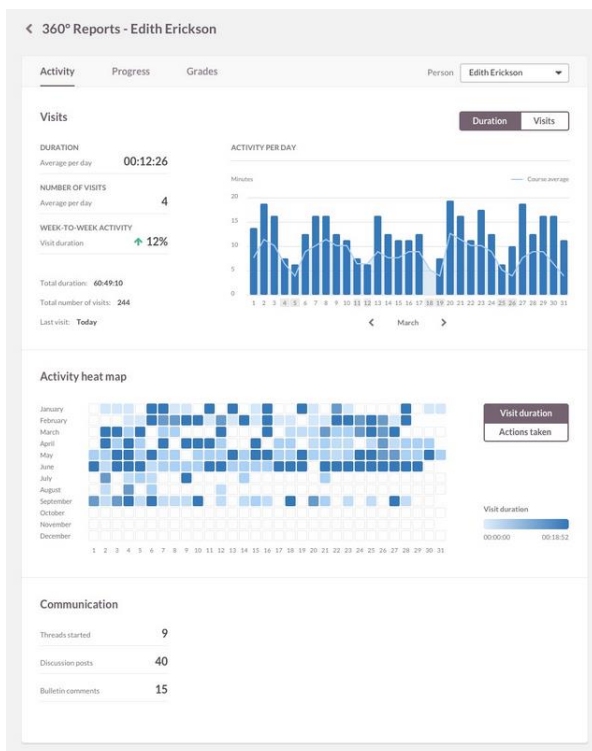 360° Reports - Edith Erickson
Activity Progress Grades Person Edith Erickson
Visits
Duration Visits
DURATION
Average per day 00:12:26
NUMBER OF VISITS
Average per day 4
WEEK-TO-WEEK ACTIVITY
Visit duration 12%
Total duration: 60:49:10
Total number of visits: 244
Last visit: Today
ACTIVITY PER DAY
Minutes Course average
20
15
10
5
0
1 2 3 4 5 6 7 8 9 10 11 12 13 14 15 16 17 18 19 20 21 22 23 24 25 26 27 28 29 30 31
March
Activity heat map
January
February
March
April
May
June
July
August
September
October
November
December
1 2 3 4 5 6 7 8 9 10 11 12 13 14 15 16 17 18 19 20 21 22 23 24 25 26 27 28 29 30 31
Visit duration
Actions taken
Visit duration
00:00:00 00:18:52
Communication
Threads started 9
Discussion posts 40
Bulletin comments 15